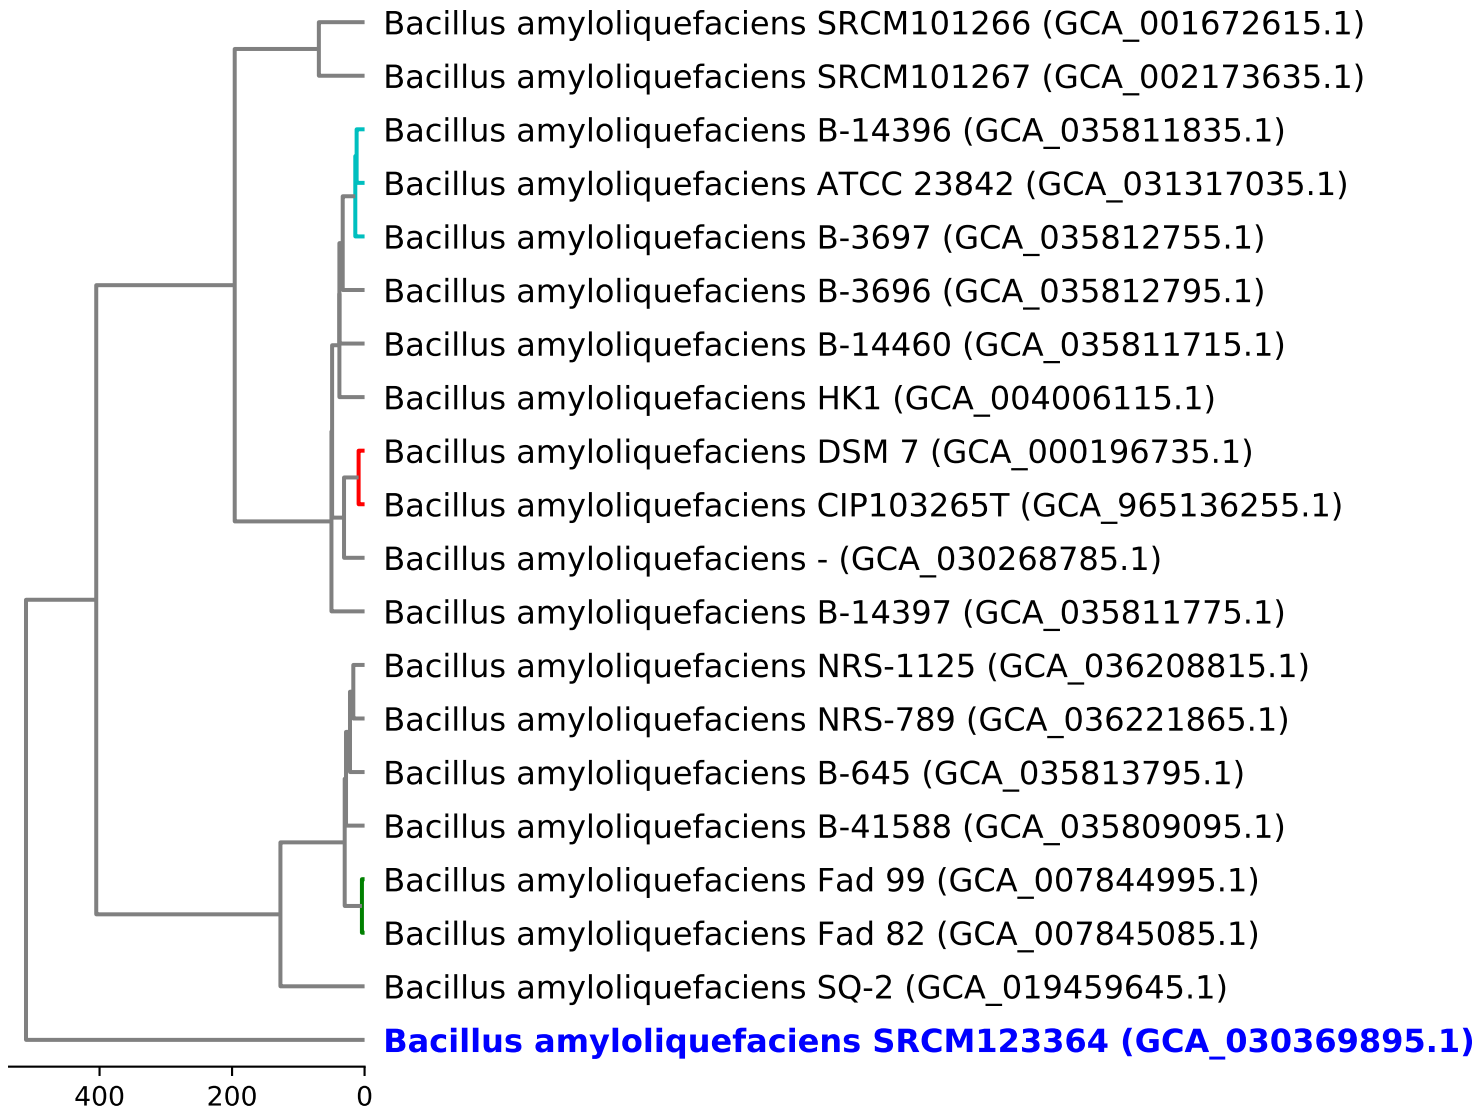 Bacillus amyloliquefaciens SRCM101266 (GCA_001672615.1)
Bacillus amyloliquefaciens SRCM101267 (GCA_002173635.1)
Bacillus amyloliquefaciens B-14396 (GCA_035811835.1)
Bacillus amyloliquefaciens ATCC 23842 (GCA_031317035.1)
Bacillus amyloliquefaciens B-3697 (GCA_035812755.1)
Bacillus amyloliquefaciens B-3696 (GCA_035812795.1)
Bacillus amyloliquefaciens B-14460 (GCA_035811715.1)
Bacillus amyloliquefaciens HK1 (GCA_004006115.1)
Bacillus amyloliquefaciens DSM 7 (GCA_000196735.1)
Bacillus amyloliquefaciens CIP103265T (GCA_965136255.1)
Bacillus amyloliquefaciens - (GCA_030268785.1)
Bacillus amyloliquefaciens B-14397 (GCA_035811775.1)
Bacillus amyloliquefaciens NRS-1125 (GCA_036208815.1)
Bacillus amyloliquefaciens NRS-789 (GCA_036221865.1)
Bacillus amyloliquefaciens B-645 (GCA_035813795.1)
Bacillus amyloliquefaciens B-41588 (GCA_035809095.1)
Bacillus amyloliquefaciens Fad 99 (GCA_007844995.1)
Bacillus amyloliquefaciens Fad 82 (GCA_007845085.1)
Bacillus amyloliquefaciens SQ-2 (GCA_019459645.1)
Bacillus amyloliquefaciens SRCM123364 (GCA_030369895.1)
400 200 0